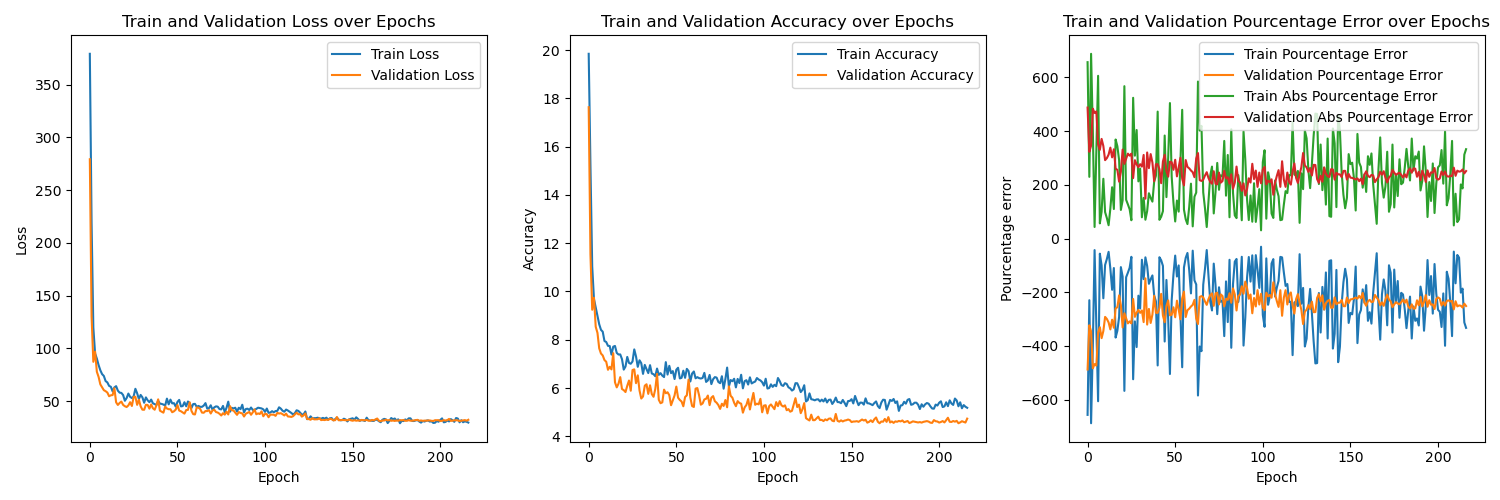 Train and Validation Loss over Epochs
Train Loss
Validation Loss
350
300
250
200
150
100
50
Loss
0
50
100
150
200
Epoch
Train and Validation Accuracy over Epochs
Train Accuracy
Validation Accuracy
20
18
16
14
12
10
8
6
4
Accuracy
0
50
100
150
200
Epoch
Train and Validation Pourcentage Error over Epochs
Train Pourcentage Error
Validation Pourcentage Error
Train Abs Pourcentage Error
Validation Abs Pourcentage Error
600
400
200
0
−200
−400
−600
Pourcentage error
0
50
100
150
200
Epoch